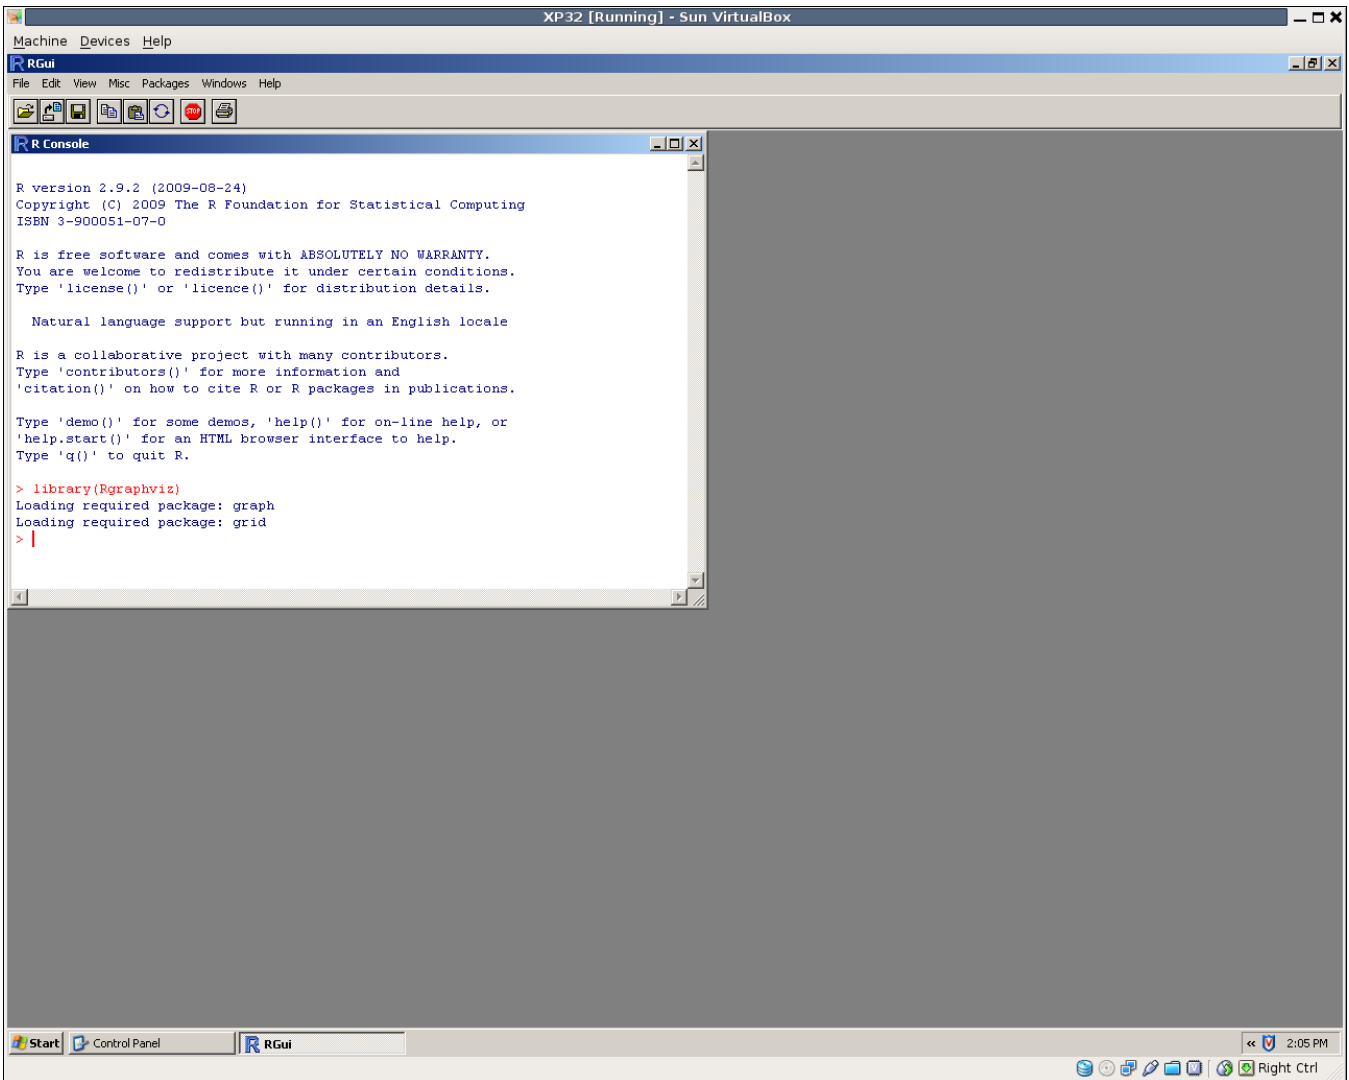 XP32 [Running] - Sun VirtualBox
Machine Devices Help
RGui
File Edit View Misc Packages Windows Help
STOP
R Console
R version 2.9.2 (2009-08-24)
Copyright (C) 2009 The R Foundation for Statistical Computing
ISBN 3-900051-07-0
R is free software and comes with ABSOLUTELY NO WARRANTY.
You are welcome to redistribute it under certain conditions.
Type 'license()' or 'licence()' for distribution details.
Natural language support but running in an English locale
R is a collaborative project with many contributors.
Type 'contributors()' for more information and
'citation()' on how to cite R or R packages in publications.
Type 'demo()' for some demos, 'help()' for on-line help, or
'help.start()' for an HTML browser interface to help.
Type 'q()' to quit R.
> library(Rgraphviz)
Loading required package: graph
Loading required package: grid
>
Start Control Panel RGui « 2:05 PM
Right Ctrl